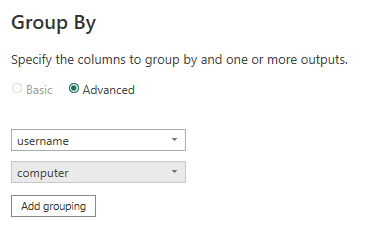 Group By
Specify the columns to group by and one or more outputs.
Basic Advanced
username
computer
Add grouping